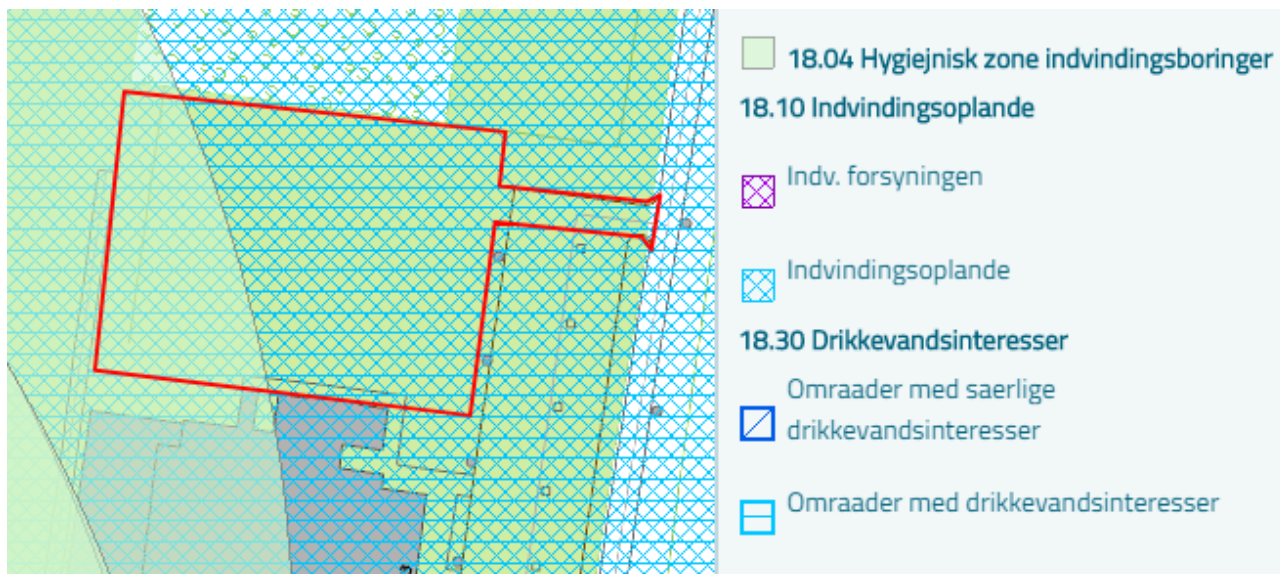 18.04 Hygiejnisk zone indvindingsboringer
18.10 Indvindingsoplande
Indv. forsyningen
Indvindingsoplande
18.30 Drikkevandsinteresser
Omraader med saerlige
drikkevandsinteresser
Omraader med drikkevandsinteresser